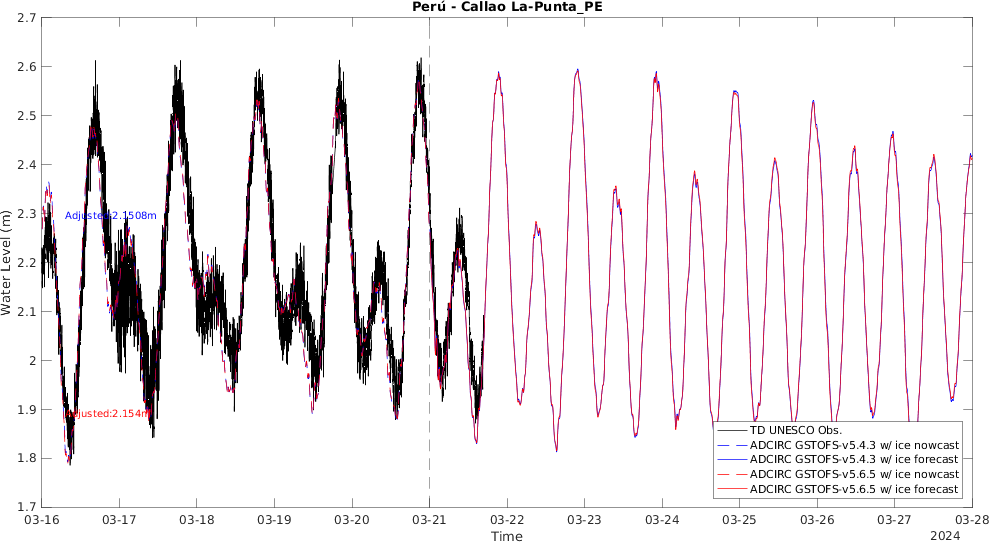 Perú - Callao La-Punta_PE
2.7
2.6
2.5
2.4
2.3
2.2
2.1
2
1.9
1.8
1.7
Water Level (m)
Adjusted:2.1508m
Adjusted:2.154m
TD UNESCO Obs.
ADCIRC GSTOFS-v5.4.3 w/ ice nowcast
ADCIRC GSTOFS-v5.4.3 w/ ice forecast
ADCIRC GSTOFS-v5.6.5 w/ ice nowcast
ADCIRC GSTOFS-v5.6.5 w/ ice forecast
03-16 03-17 03-18 03-19 03-20 03-21 03-22 03-23 03-24 03-25 03-26 03-27 03-28
Time
2024